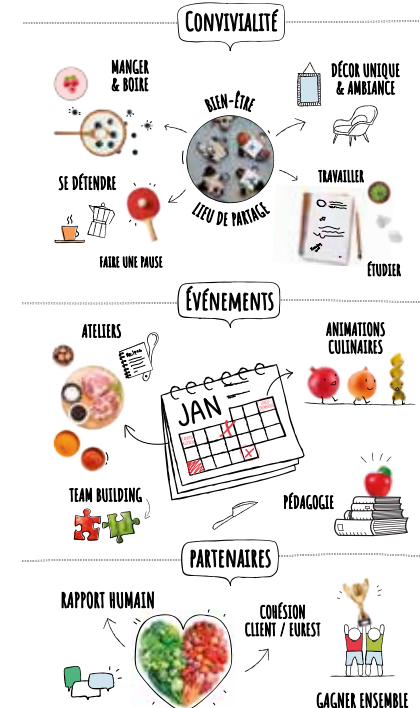 CONVIVIALITÉ
MANGER
& BOIRE
DÉCOR UNIQUE
& AMBIANCE
BIEN-ÊTRE
LIEU DE PARTAGE
SE DÉTENDRE
TRAVAILLER
FAIRE UNE PAUSE
ÉTUDIER
ÉVÉNEMENTS
ATELIERS
ANIMATIONS
CULINAIRES
JAN
TEAM BUILDING
PÉDAGOGIE
PARTENAIRES
RAPPORT HUMAIN
COHÉSION
CLIENT / EUREST
GAGNER ENSEMBLE